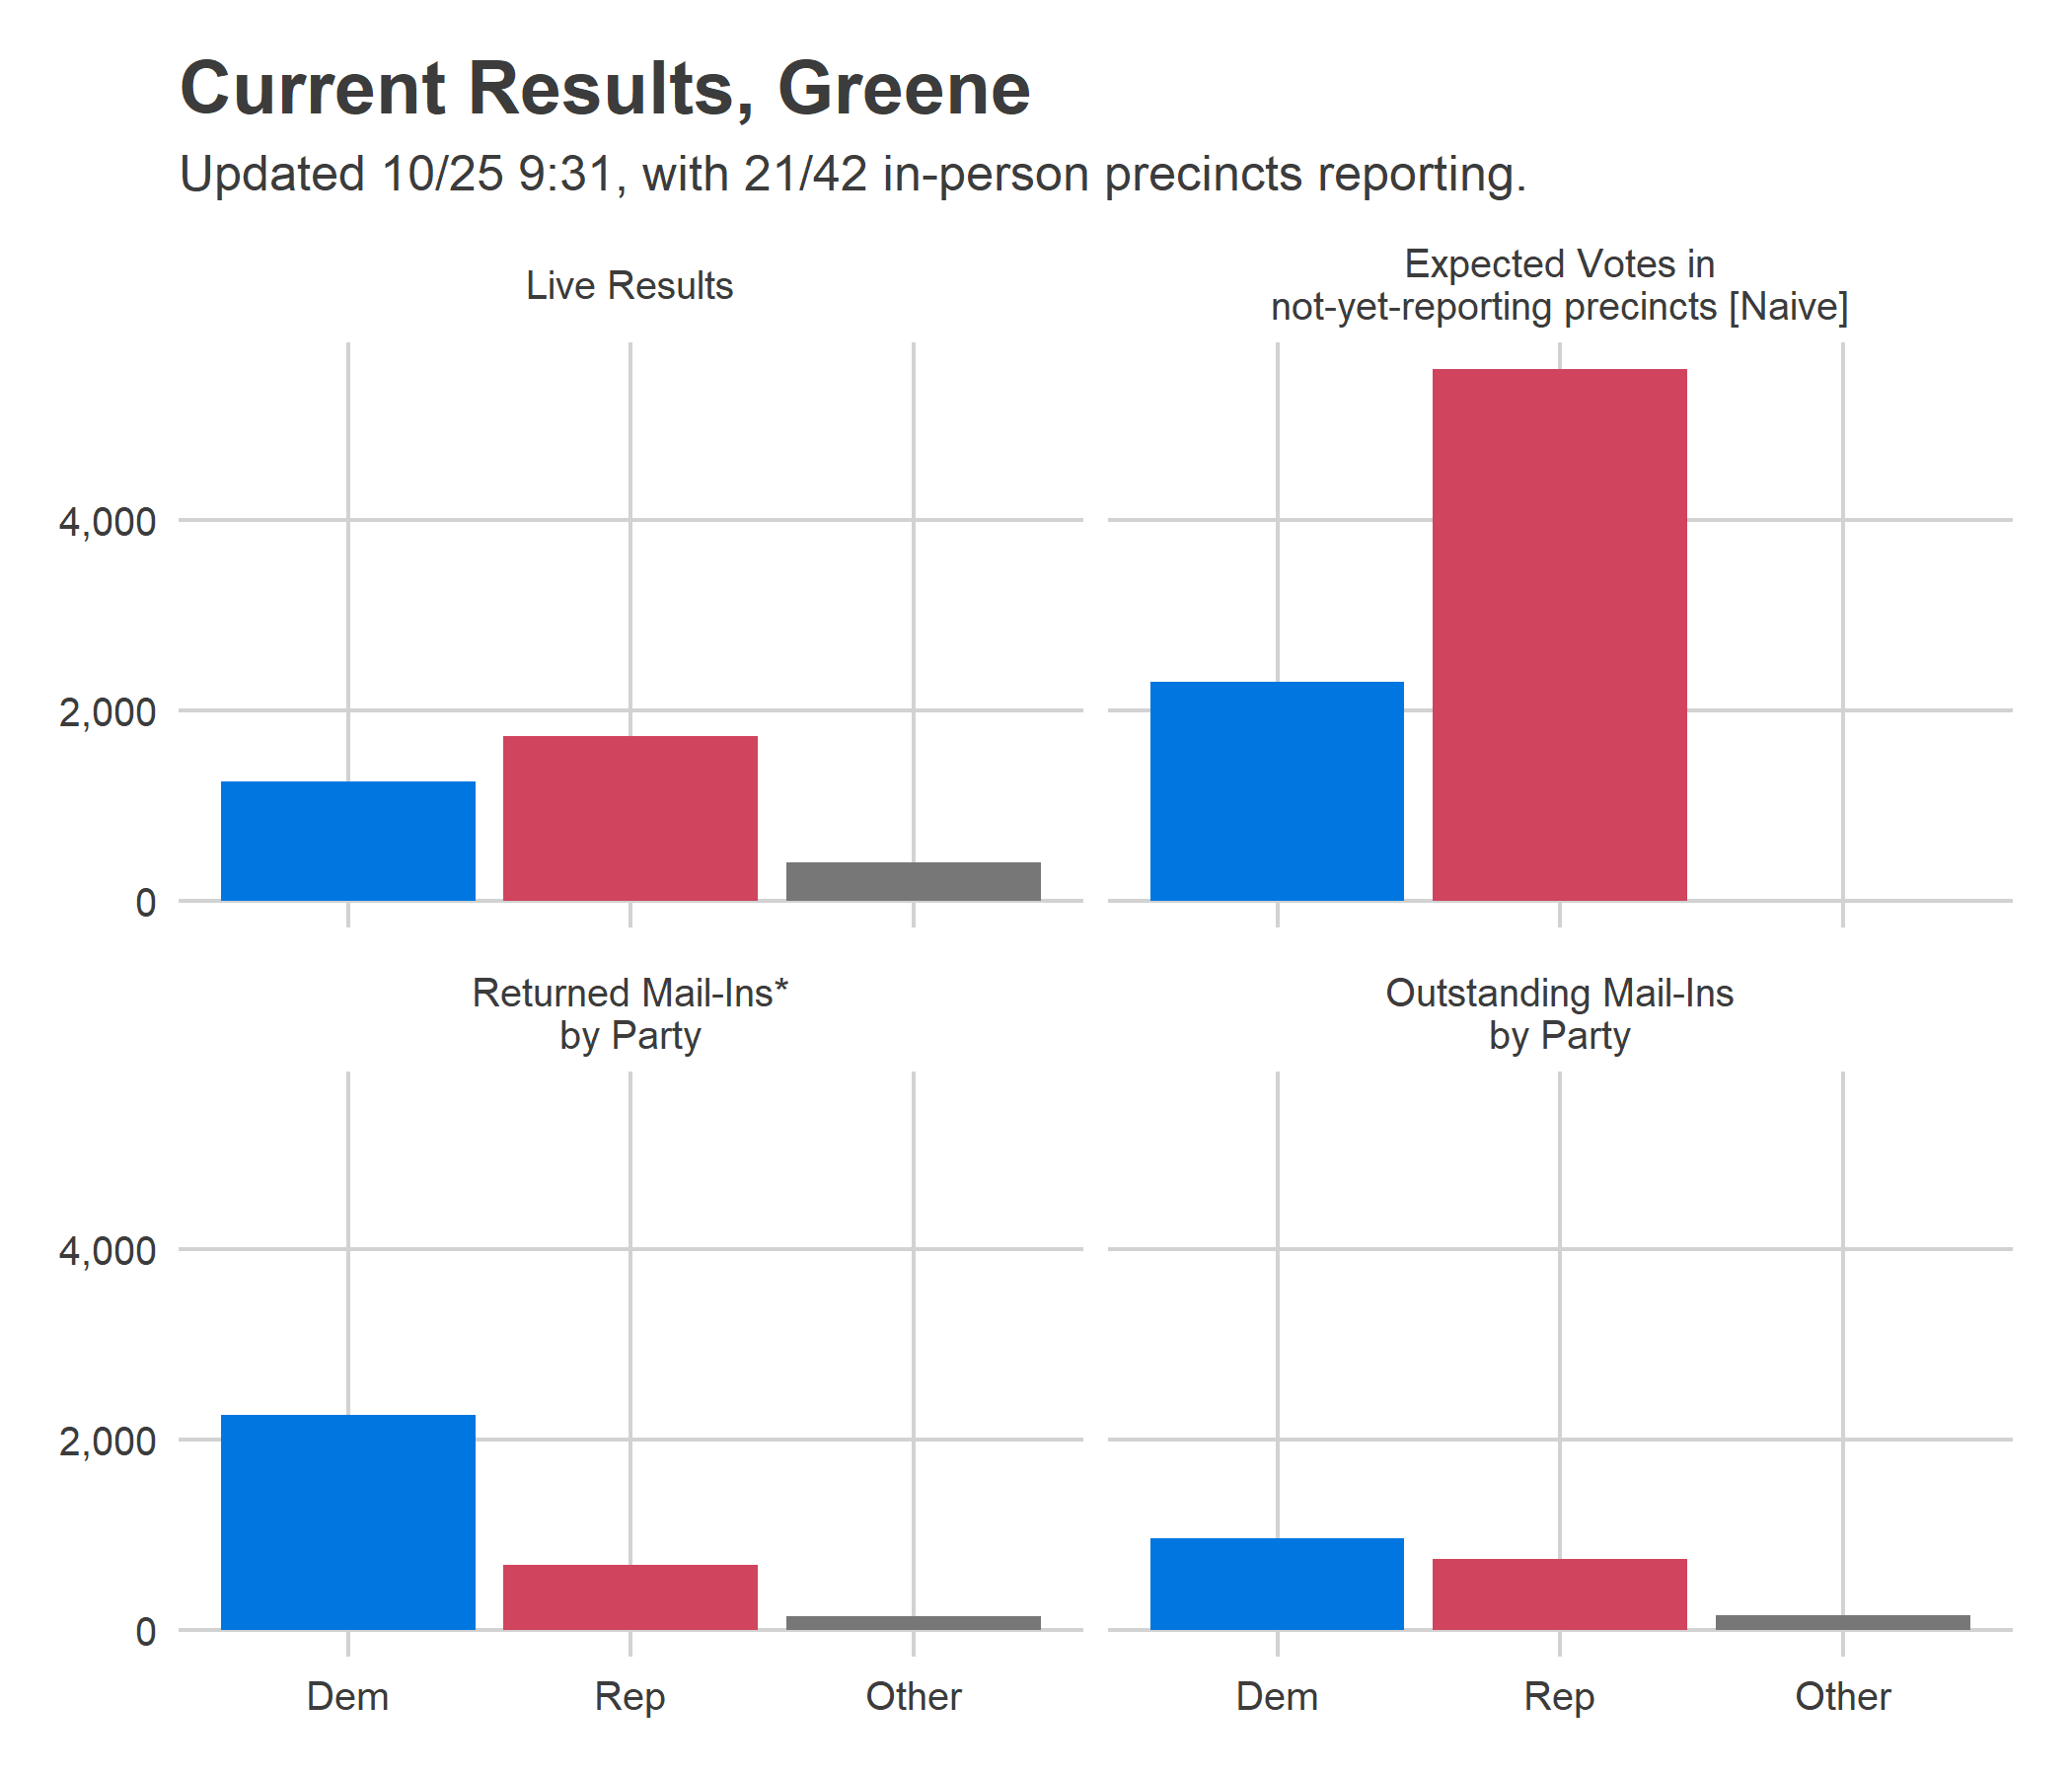 Current Results, Greene
Updated 10/25 9:31, with 21/42 in-person precincts reporting.
Live Results
Expected Votes in
not-yet-reporting precincts [Naive]
4,000
2,000
0
Returned Mail-Ins*
by Party
Outstanding Mail-Ins
by Party
4,000
2,000
0
Dem Rep Other Dem Rep Other